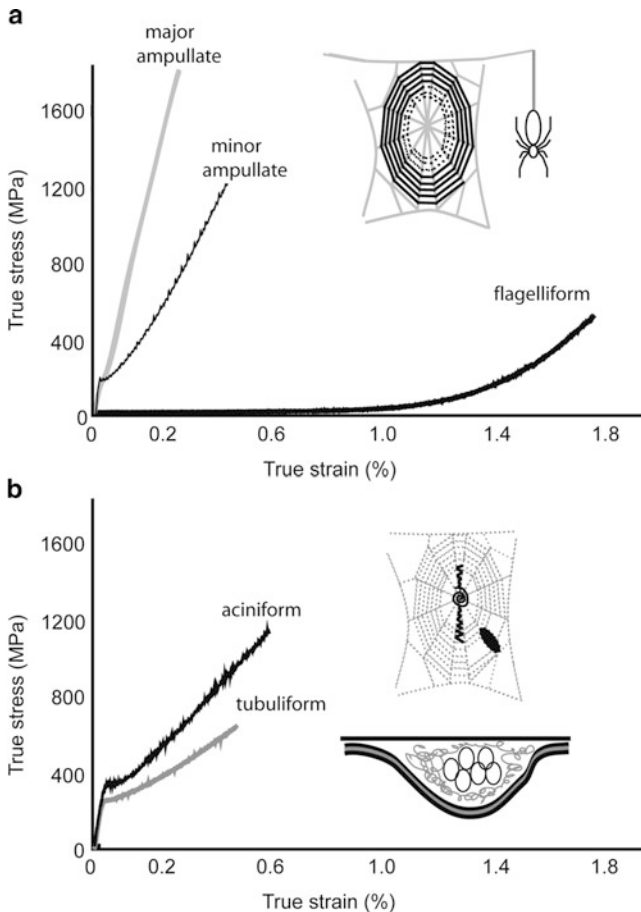 a
major
ampullate
minor
ampullate
flagelliform
True stress (MPa)
1600
1200
800
400
0
0 0.2 0.6 1.0 1.4 1.8
True strain (%)
b
aciniform
tubuliform
True stress (MPa)
1600
1200
800
400
0
0 0.2 0.6 1.0 1.4 1.8
True strain (%)